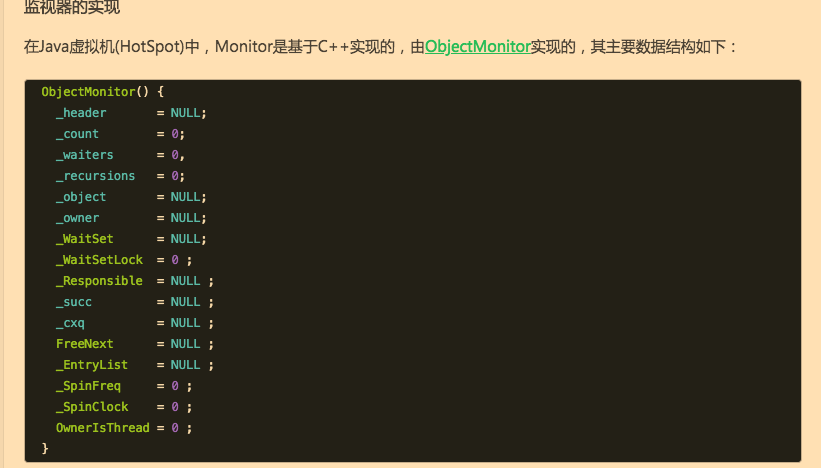 监视器的实现
在Java虚拟机(HotSpot)中，Monitor是基于C++实现的，由ObjectMonitor实现的，其主要数据结构如下：
ObjectMonitor() {
  _header       = NULL;
  _count        = 0;
  _waiters      = 0,
  _recursions   = 0;
  _object       = NULL;
  _owner        = NULL;
  _WaitSet      = NULL;
  _WaitSetLock  = 0 ;
  _Responsible  = NULL ;
  _succ         = NULL ;
  _cxq          = NULL ;
  FreeNext      = NULL ;
  _EntryList    = NULL ;
  _SpinFreq     = 0 ;
  _SpinClock    = 0 ;
  OwnerIsThread = 0 ;
}